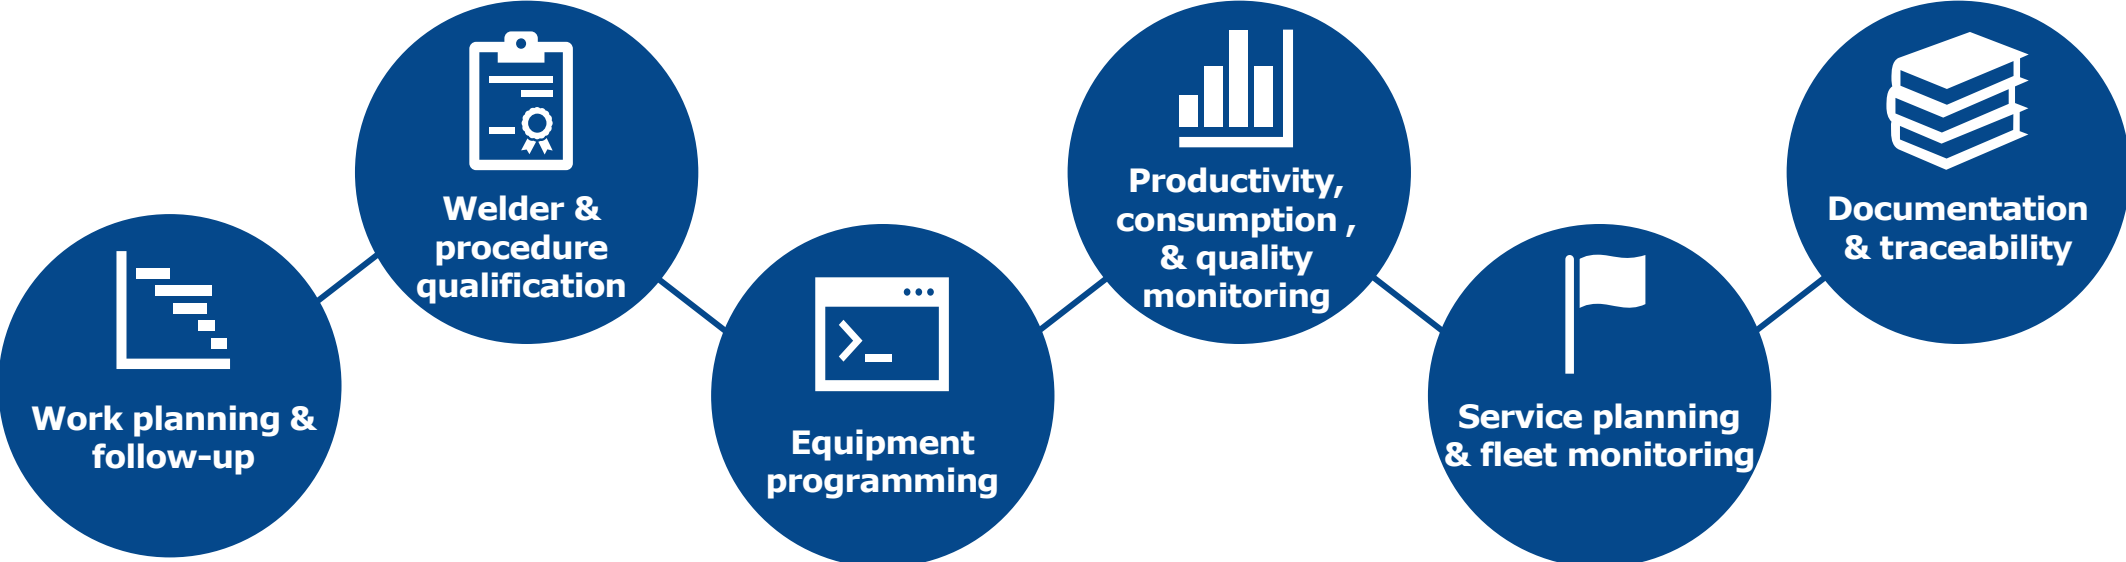 Work planning &
follow-up
Welder &
procedure
qualification
Equipment
programming
Productivity,
consumption ,
& quality
monitoring
Service planning
& fleet monitoring
Documentation
& traceability